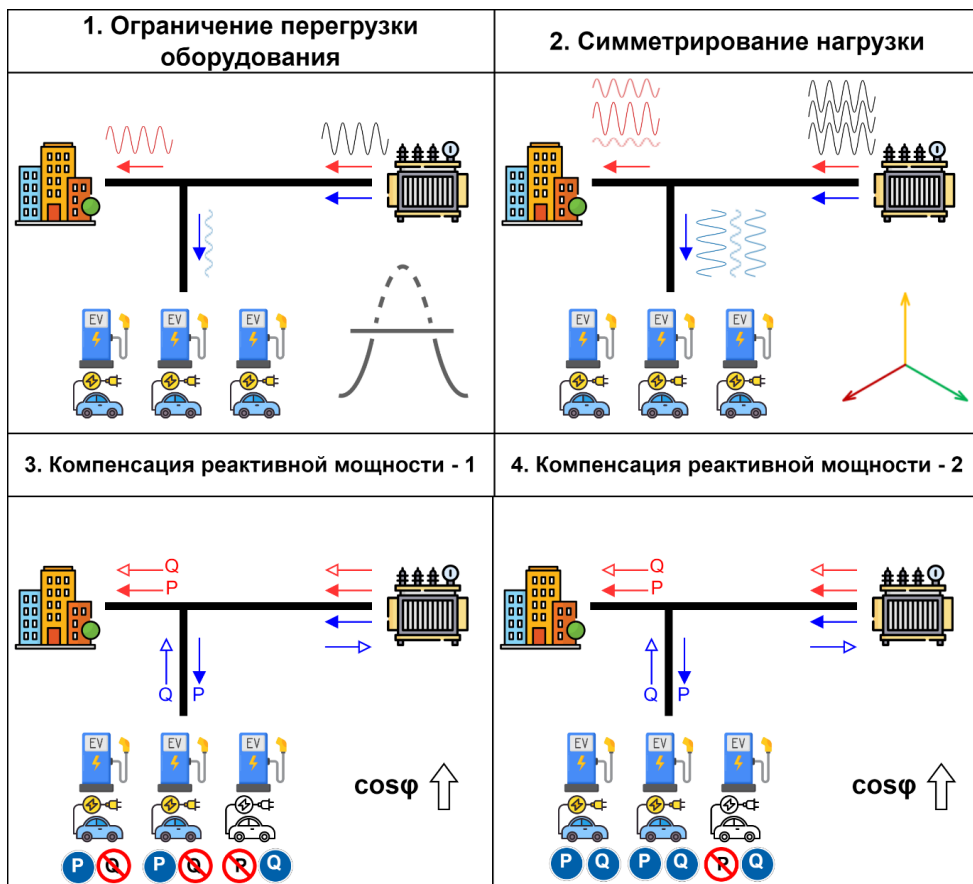 1. Ограничение перегрузки
оборудования
2. Симметрирование нагрузки
EV EV EV
EV EV EV
3. Компенсация реактивной мощности - 1
4. Компенсация реактивной мощности - 2
Q
P
Q P
EV EV EV
cosφ
P Q P Q P Q
Q
P
Q P
EV EV EV
cosφ
P Q P Q P Q